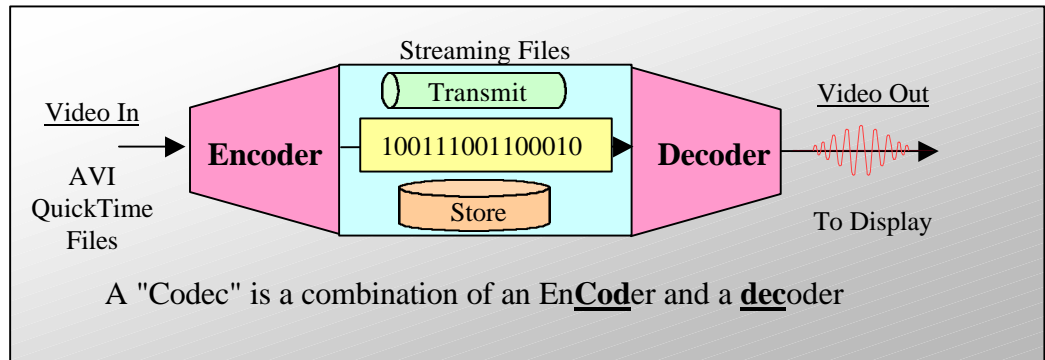 Streaming Files
Transmit
Video In
Video Out
Encoder
100111001100010
Decoder
AVI
QuickTime
Files
Store
To Display
A "Codec" is a combination of an EnCoder and a decoder